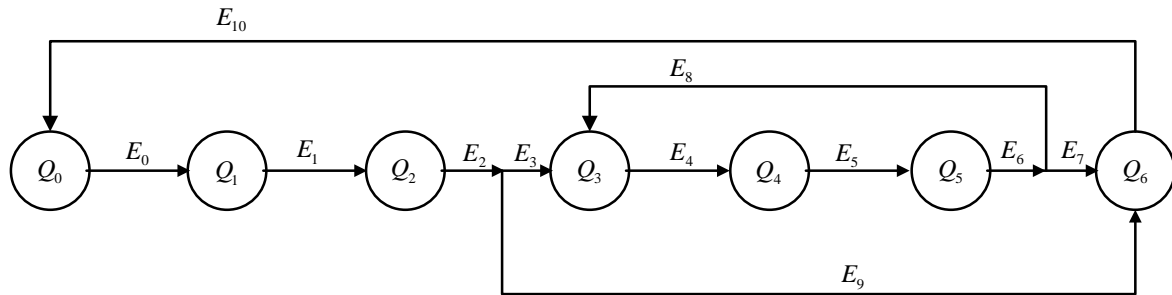 E₁₀
E₈
Q₀ E₀ Q₁ E₁ Q₂ E₂ E₃ Q₃ E₄ Q₄ E₅ Q₅ E₆ E₇ Q₆
E₉